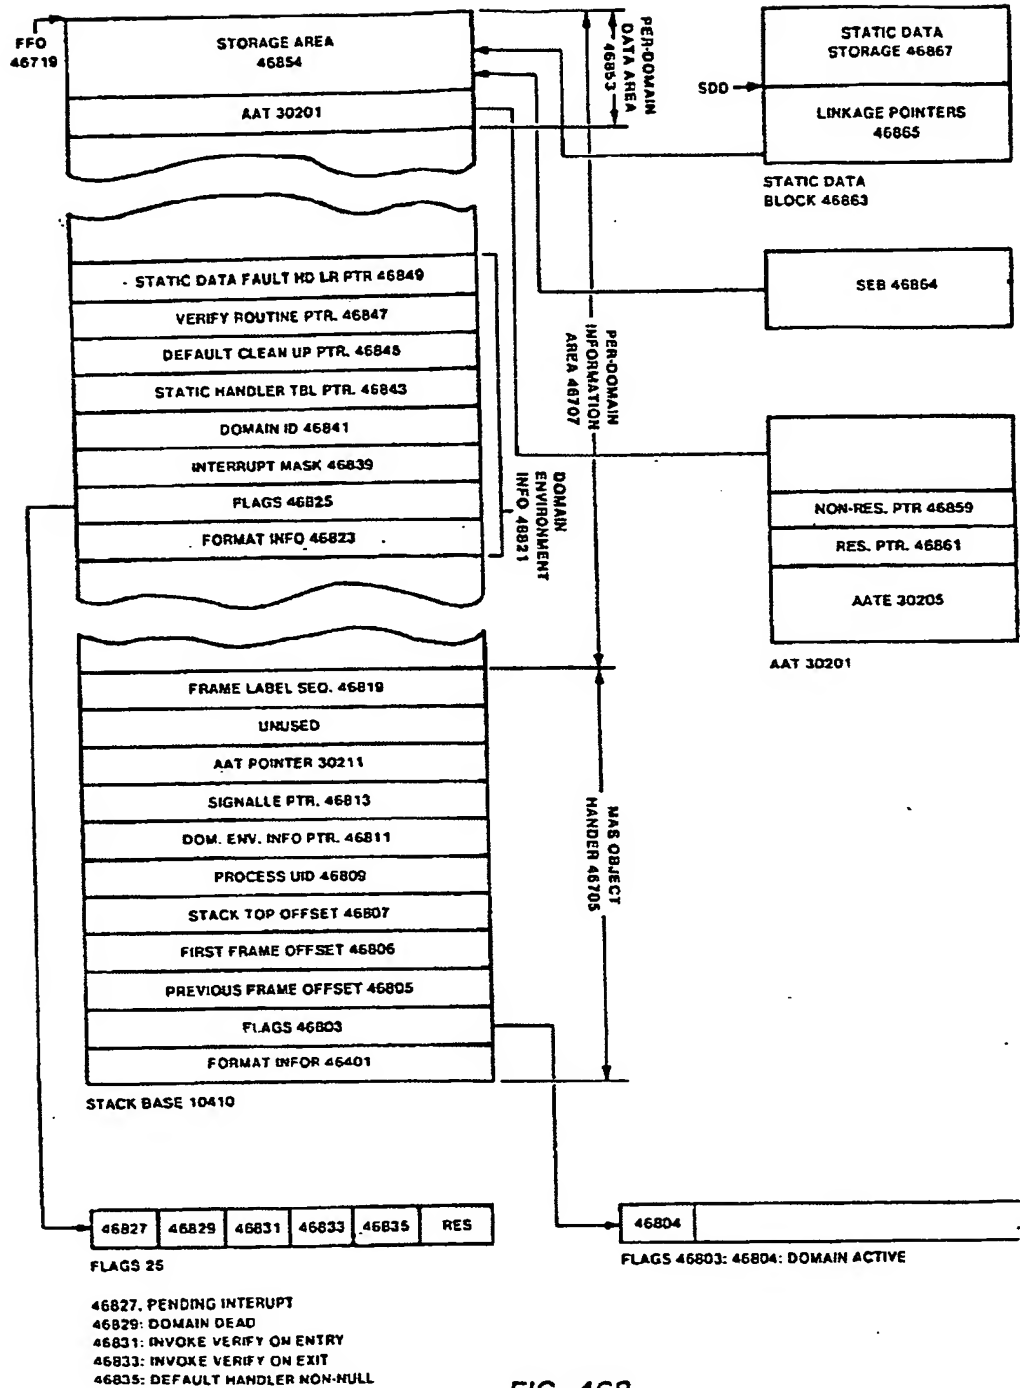 FFO
46719
STORAGE AREA
46854
AAT 30201
PER-DOMAIN
DATA AREA
46853
STATIC DATA
STORAGE 46867
SDD
LINKAGE POINTERS
46865
STATIC DATA
BLOCK 46863
STATIC DATA FAULT HD LR PTR 46849
VERIFY ROUTINE PTR. 46847
DEFAULT CLEAN UP PTR. 46845
STATIC HANDLER TBL PTR. 46843
DOMAIN ID 46841
INTERRUPT MASK 46839
FLAGS 46825
FORMAT INFO 46823
DOMAIN
ENVIRONMENT
INFO 46821
PER-DOMAIN
INFORMATION
AREA 46707
SEB 46864
NON-RES. PTR 46859
RES. PTR. 46861
AATE 30205
AAT 30201
FRAME LABEL SEQ. 46819
UNUSED
AAT POINTER 30211
SIGNALLE PTR. 46813
DOM. ENV. INFO PTR. 46811
PROCESS UID 46809
STACK TOP OFFSET 46807
FIRST FRAME OFFSET 46806
PREVIOUS FRAME OFFSET 46805
FLAGS 46803
FORMAT INFOR 46401
MAS OBJECT
HANDER 46705
STACK BASE 10410
46827 46829 46831 46833 46835 RES
FLAGS 25
46804
FLAGS 46803: 46804: DOMAIN ACTIVE
46827. PENDING INTERUPT
46829: DOMAIN DEAD
46831: INVOKE VERIFY ON ENTRY
46833: INVOKE VERIFY ON EXIT
46835: DEFAULT HANDLER NON-NULL
FIG. 468